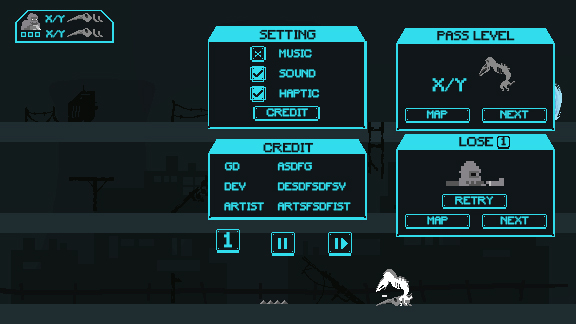 X/Y
X/Y
SETTING
MUSIC
SOUND
HAPTIC
CREDIT
CREDIT
GD ASDFG
DEV DESDFSDFSV
ARTIST ARTSFSDFIST
1
PASS LEVEL
X/Y
MAP NEXT
LOSE 1
RETRY
MAP NEXT